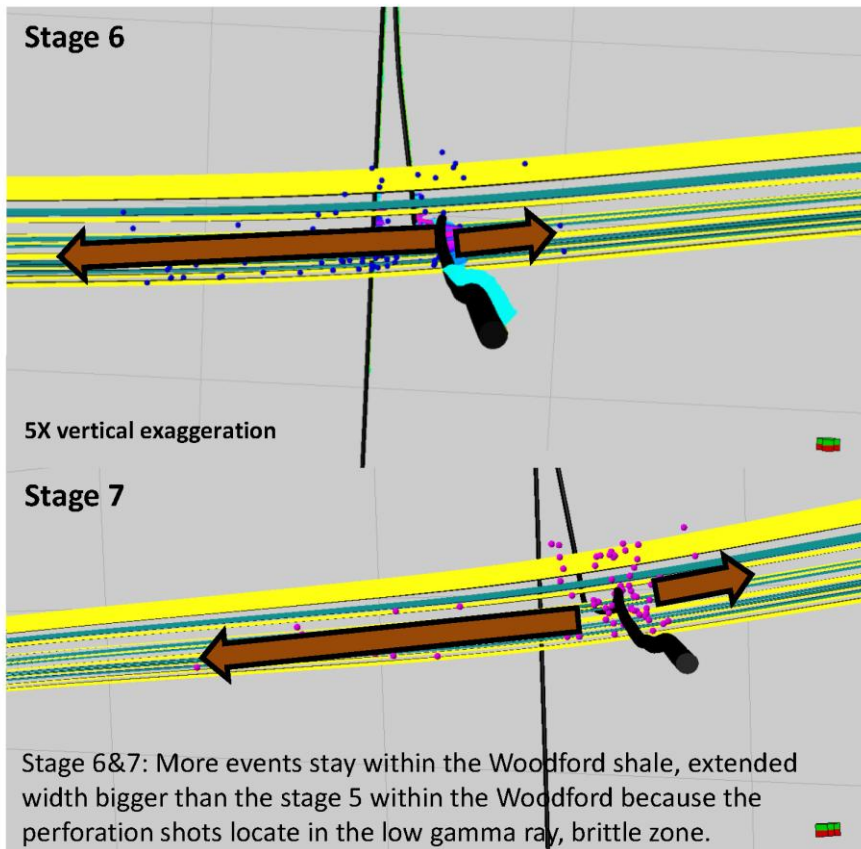 Stage 6
5X vertical exaggeration
Stage 7
Stage 6&7: More events stay within the Woodford shale, extended
width bigger than the stage 5 within the Woodford because the
perforation shots locate in the low gamma ray, brittle zone.